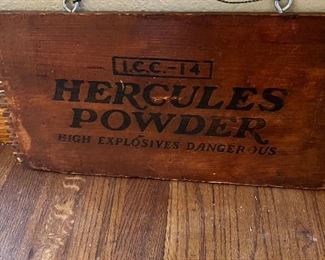 I.C.C.-14
HERCULES
POWDER
HIGH EXPLOSIVES DANGEROUS